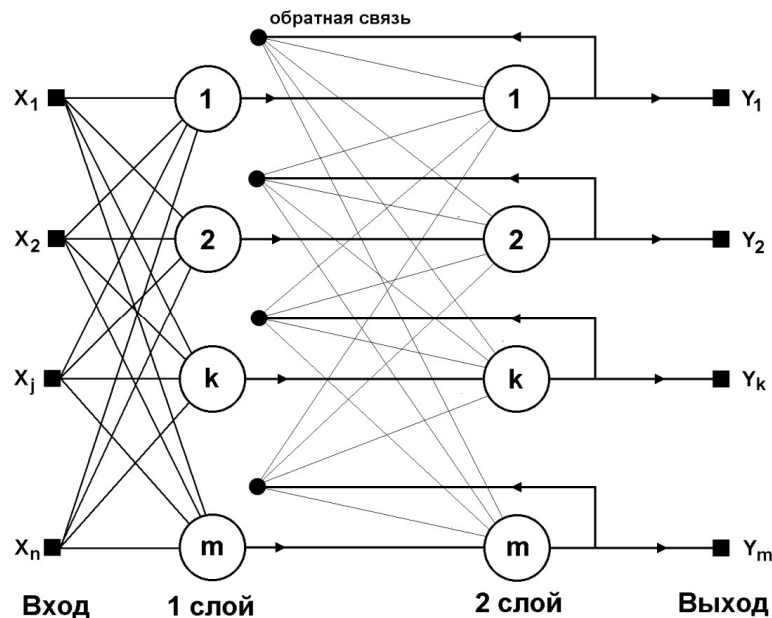 обратная связь
X1 1 1 Y1
X2 2 2 Y2
Xj k k Yk
Xn m m Ym
Вход 1 слой 2 слой Выход